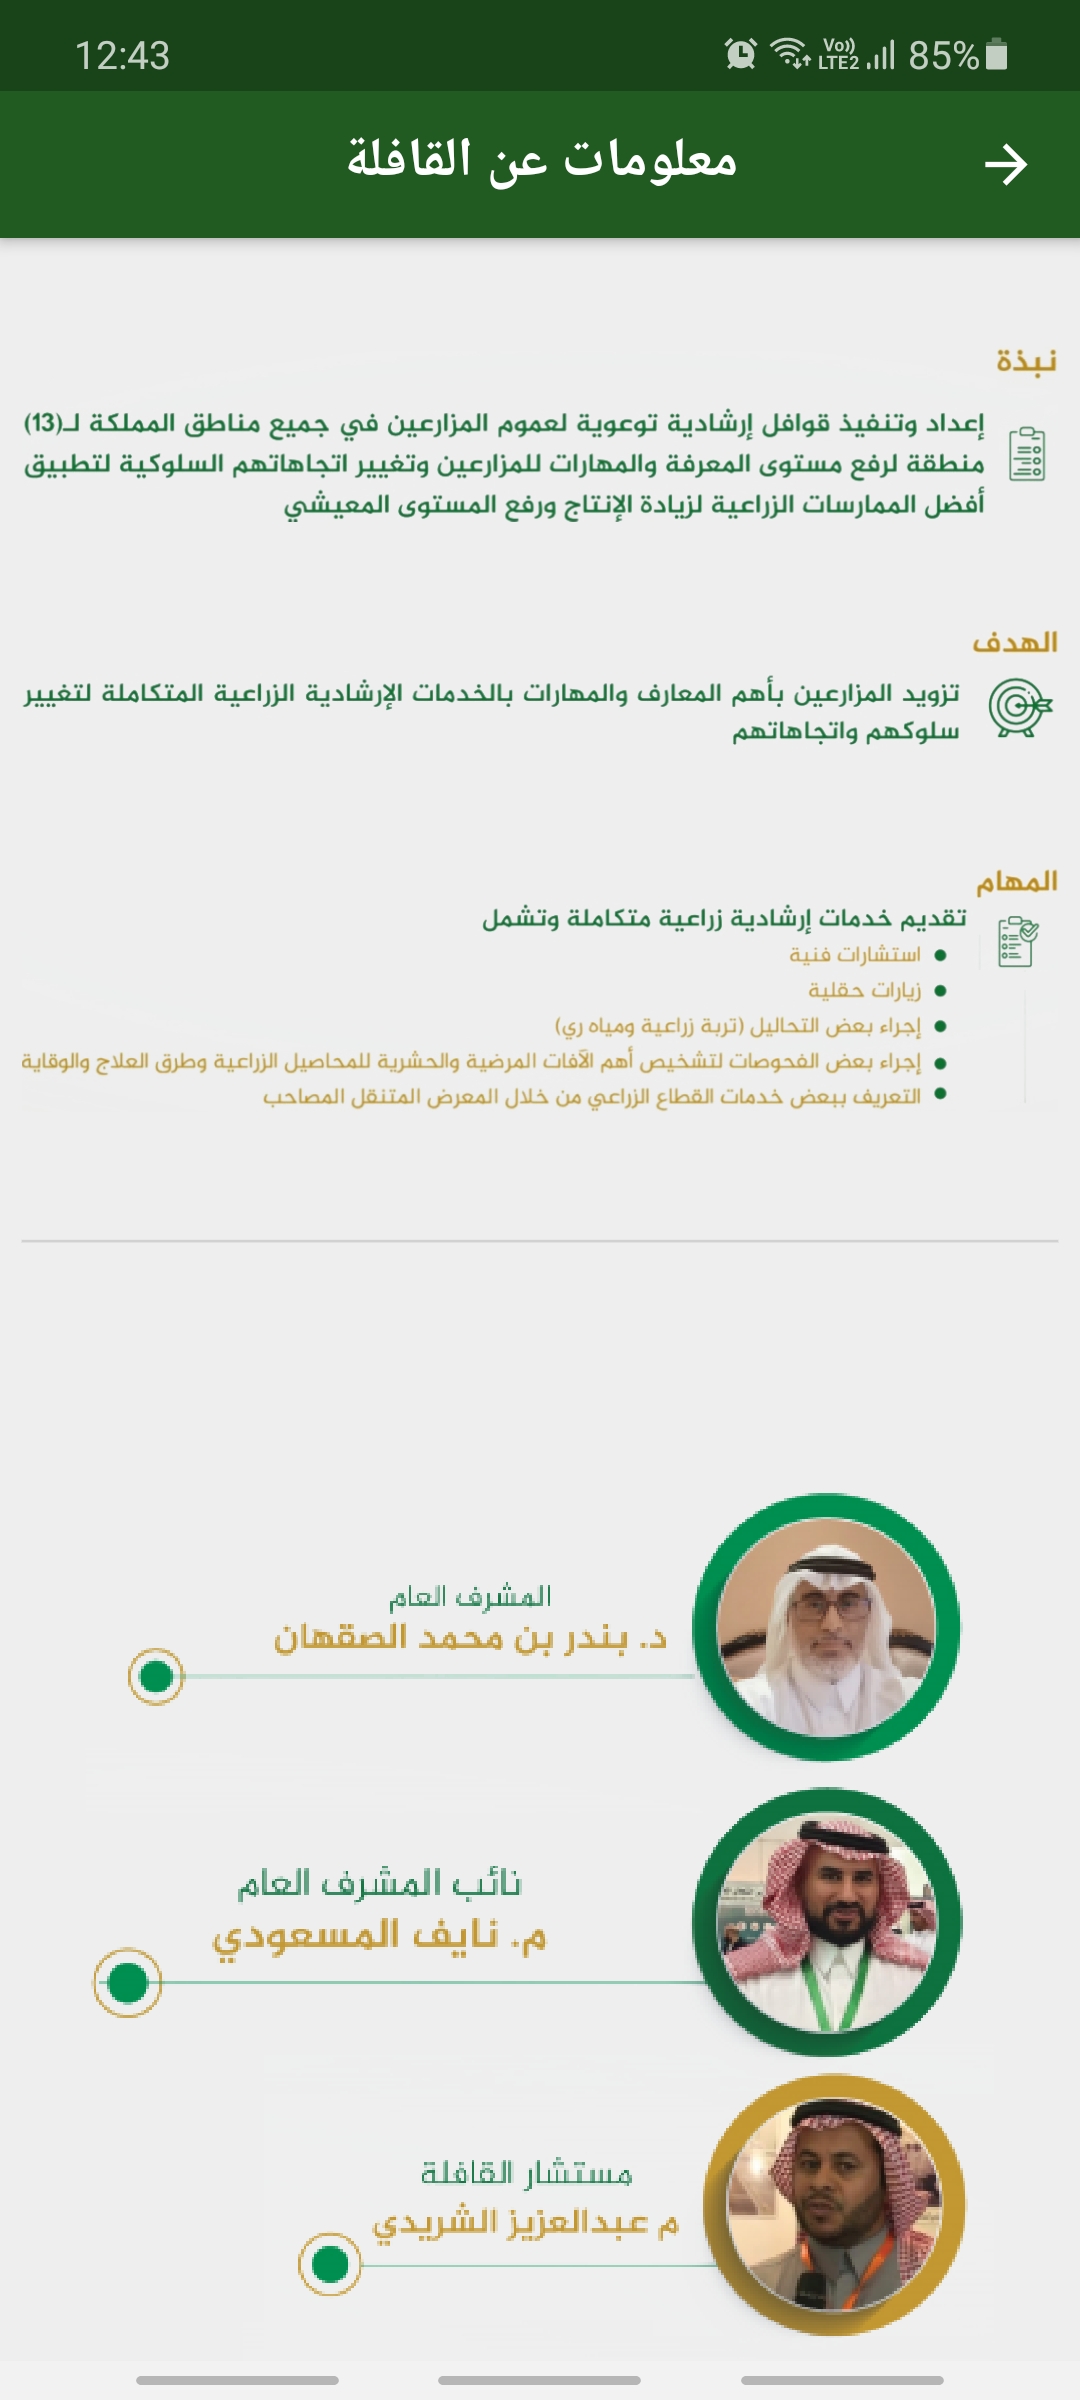 12:43
Vo)) LTE2 85%
معلومات عن القافلة
نبذة
إعداد وتنفيذ قوافل إرشادية توعوية لعموم المزارعين في جميع مناطق المملكة لـ(13)
منطقة لرفع مستوى المعرفة والمهارات للمزارعين وتغيير اتجاهاتهم السلوكية لتطبيق
أفضل الممارسات الزراعية لزيادة الإنتاج ورفع المستوى المعيشي
الهدف
تزويد المزارعين بأهم المعارف والمهارات بالخدمات الإرشادية الزراعية المتكاملة لتغيير
سلوكهم واتجاهاتهم
المهام
تقديم خدمات إرشادية زراعية متكاملة وتشمل
استشارات فنية
زيارات حقلية
إجراء بعض التحاليل (تربة زراعية ومياه ري)
إجراء بعض الفحوصات لتشخيص أهم الآفات المرضية والحشرية للمحاصيل الزراعية وطرق العلاج والوقاية
التعريف ببعض خدمات القطاع الزراعي من خلال المعرض المتنقل المصاحب
المشرف العام
د. بندر بن محمد الصقهان
نائب المشرف العام
م. نايف المسعودي
مستشار القافلة
م عبدالعزيز الشريدي